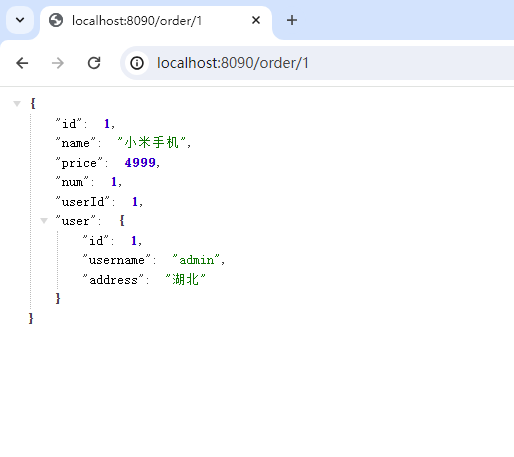 localhost:8090/order/1
localhost:8090/order/1
{
"id": 1,
"name": "小米手机",
"price": 4999,
"num": 1,
"userId": 1,
"user": {
"id": 1,
"username": "admin",
"address": "湖北"
}
}